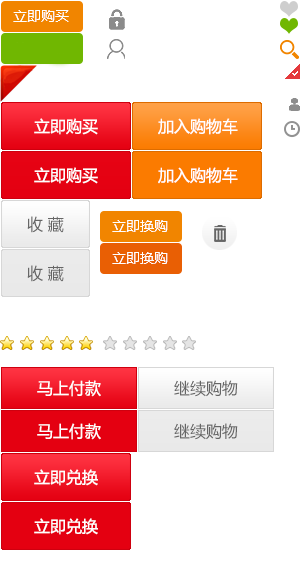 立即购买
立即购买 加入购物车
立即购买 加入购物车
收 藏
立即换购
收 藏
立即换购
马上付款 继续购物
马上付款 继续购物
立即兑换
立即兑换